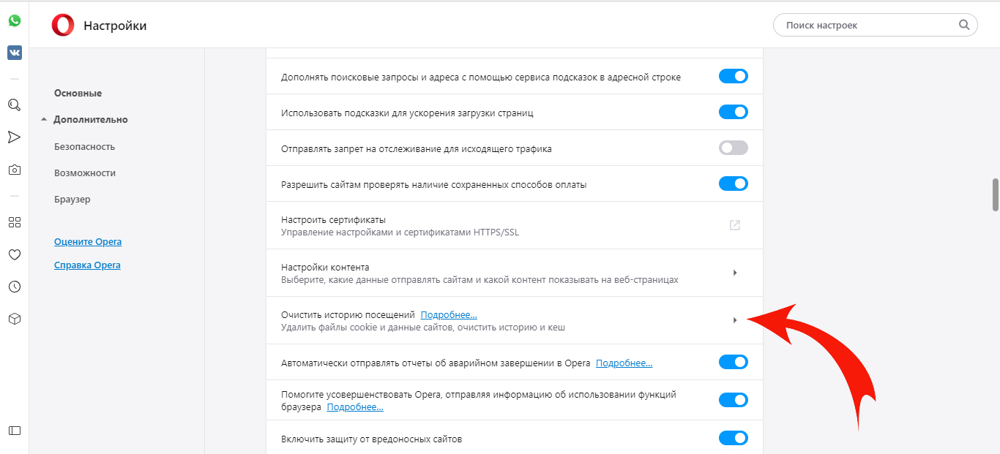 Настройки
Поиск настроек
Основные
Дополнительно
Безопасность
Возможности
Браузер
Оцените Opera
Справка Opera
Дополнять поисковые запросы и адреса с помощью сервиса подсказок в адресной строке
Использовать подсказки для ускорения загрузки страниц
Отправлять запрет на отслеживание для исходящего трафика
Разрешить сайтам проверять наличие сохраненных способов оплаты
Настроить сертификаты
Управление настройками и сертификатами HTTPS/SSL
Настройки контента
Выберите, какие данные отправлять сайтам и какой контент показывать на веб-страницах
Очистить историю посещений Подробнее...
Удалить файлы cookie и данные сайтов, очистить историю и кеш
Автоматически отправлять отчеты об аварийном завершении в Opera Подробнее...
Помогите усовершенствовать Opera, отправляя информацию об использовании функций
браузера Подробнее...
Включить защиту от вредоносных сайтов